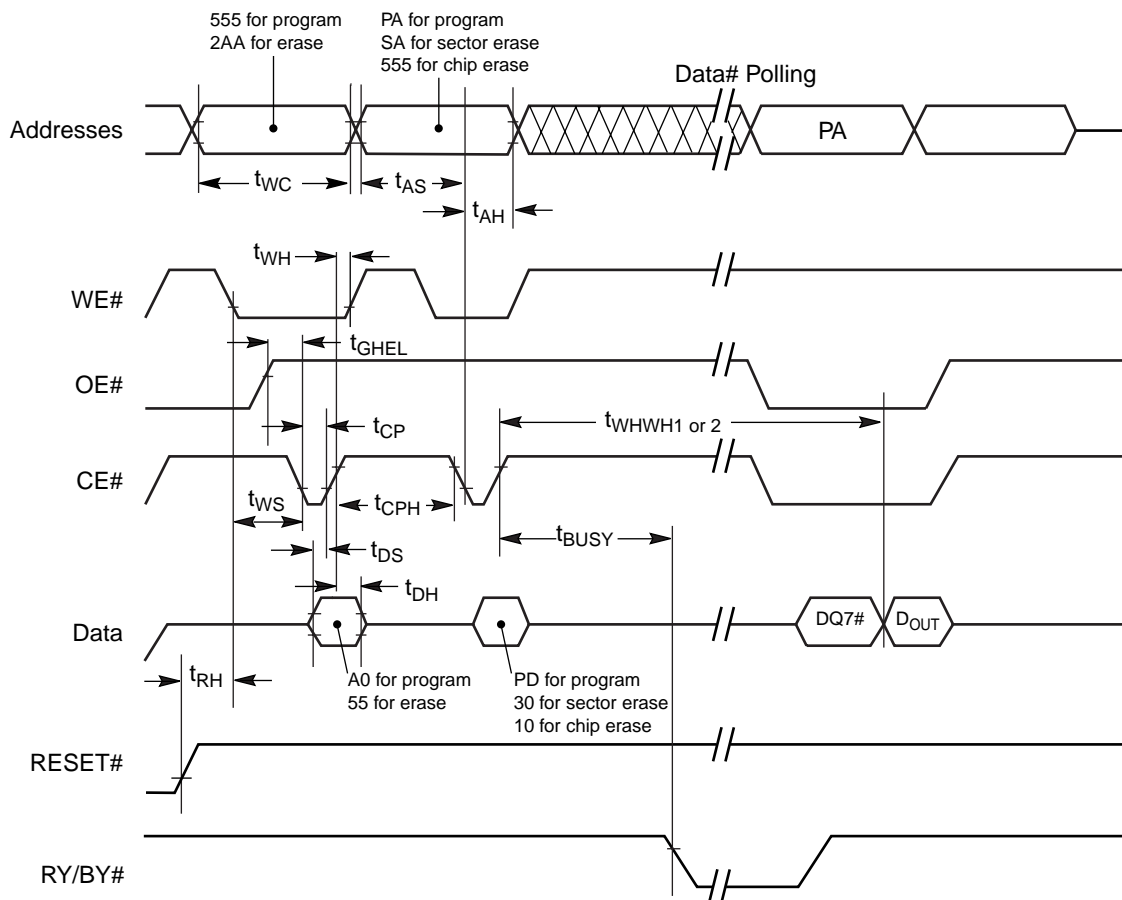 555 for program
2AA for erase
PA for program
SA for sector erase
555 for chip erase
Data# Polling
Addresses
PA
tWC
tAS
tAH
tWH
WE#
tGHEL
OE#
tWHWH1 or 2
tCP
CE#
tWS
tCPH
tBUSY
tDS
tDH
Data
DQ7#
DOUT
tRH
A0 for program
55 for erase
PD for program
30 for sector erase
10 for chip erase
RESET#
RY/BY#